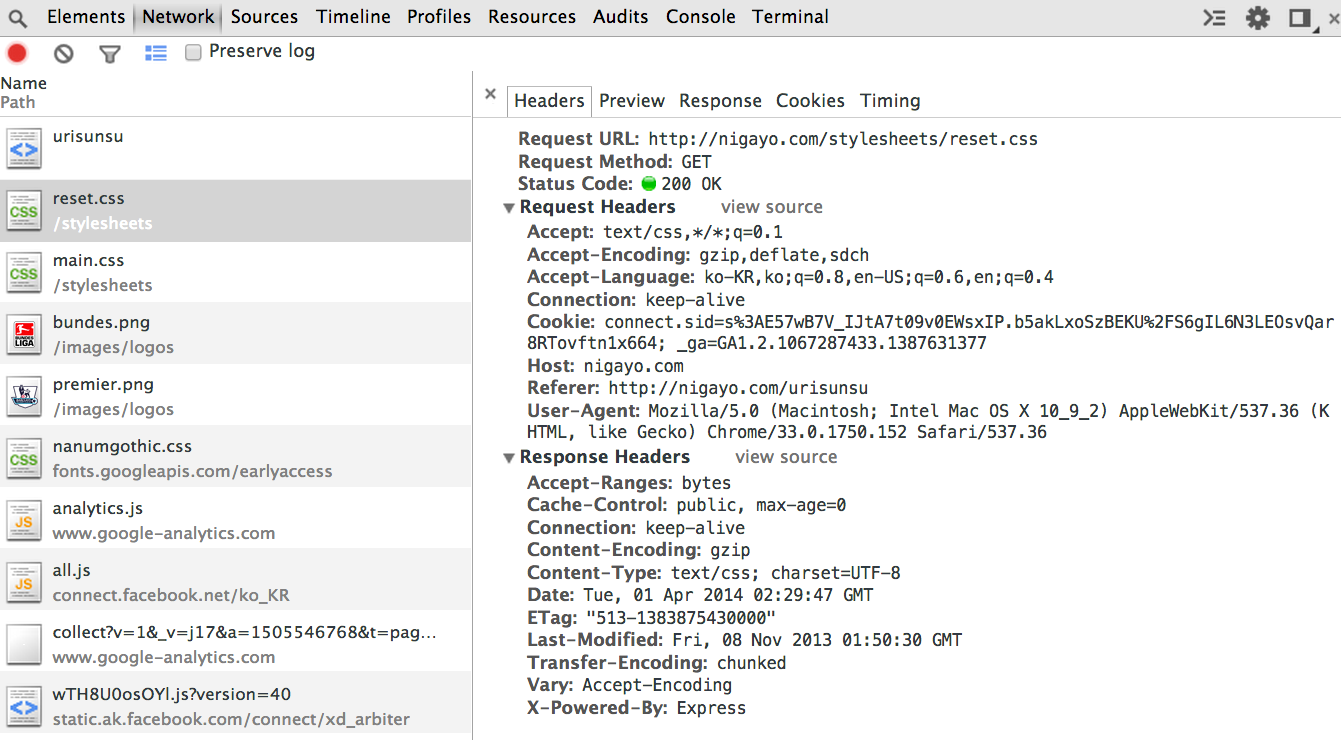 Elements Network Sources Timeline Profiles Resources Audits Console Terminal
Preserve log
Name
Path
urisunsu
reset.css
/stylesheets
main.css
/stylesheets
bundes.png
/images/logos
premier.png
/images/logos
nanumgothic.css
fonts.googleapis.com/earlyaccess
analytics.js
www.google-analytics.com
all.js
connect.facebook.net/ko_KR
collect?v=1&_v=j17&a=1505546768&t=pag...
www.google-analytics.com
wTH8U0osOYl.js?version=40
static.ak.facebook.com/connect/xd_arbiter
CSS
CSS
BUNDES
LIGA
CSS
JS
JS
× Headers Preview Response Cookies Timing
Request URL: http://nigayo.com/stylesheets/reset.css
Request Method: GET
Status Code: 200 OK
Request Headers view source
Accept: text/css,*/*;q=0.1
Accept-Encoding: gzip,deflate,sdch
Accept-Language: ko-KR,ko;q=0.8,en-US;q=0.6,en;q=0.4
Connection: keep-alive
Cookie: connect.sid=s%3AE57wB7V_IJtA7t09v0EWsxIP.b5akLxoSzBEKU%2FS6gIL6N3LEOsvQar
8RTovftn1x664; _ga=GA1.2.1067287433.1387631377
Host: nigayo.com
Referer: http://nigayo.com/urisunsu
User-Agent: Mozilla/5.0 (Macintosh; Intel Mac OS X 10_9_2) AppleWebKit/537.36 (K
HTML, like Gecko) Chrome/33.0.1750.152 Safari/537.36
Response Headers view source
Accept-Ranges: bytes
Cache-Control: public, max-age=0
Connection: keep-alive
Content-Encoding: gzip
Content-Type: text/css; charset=UTF-8
Date: Tue, 01 Apr 2014 02:29:47 GMT
ETag: "513-1383875430000"
Last-Modified: Fri, 08 Nov 2013 01:50:30 GMT
Transfer-Encoding: chunked
Vary: Accept-Encoding
X-Powered-By: Express